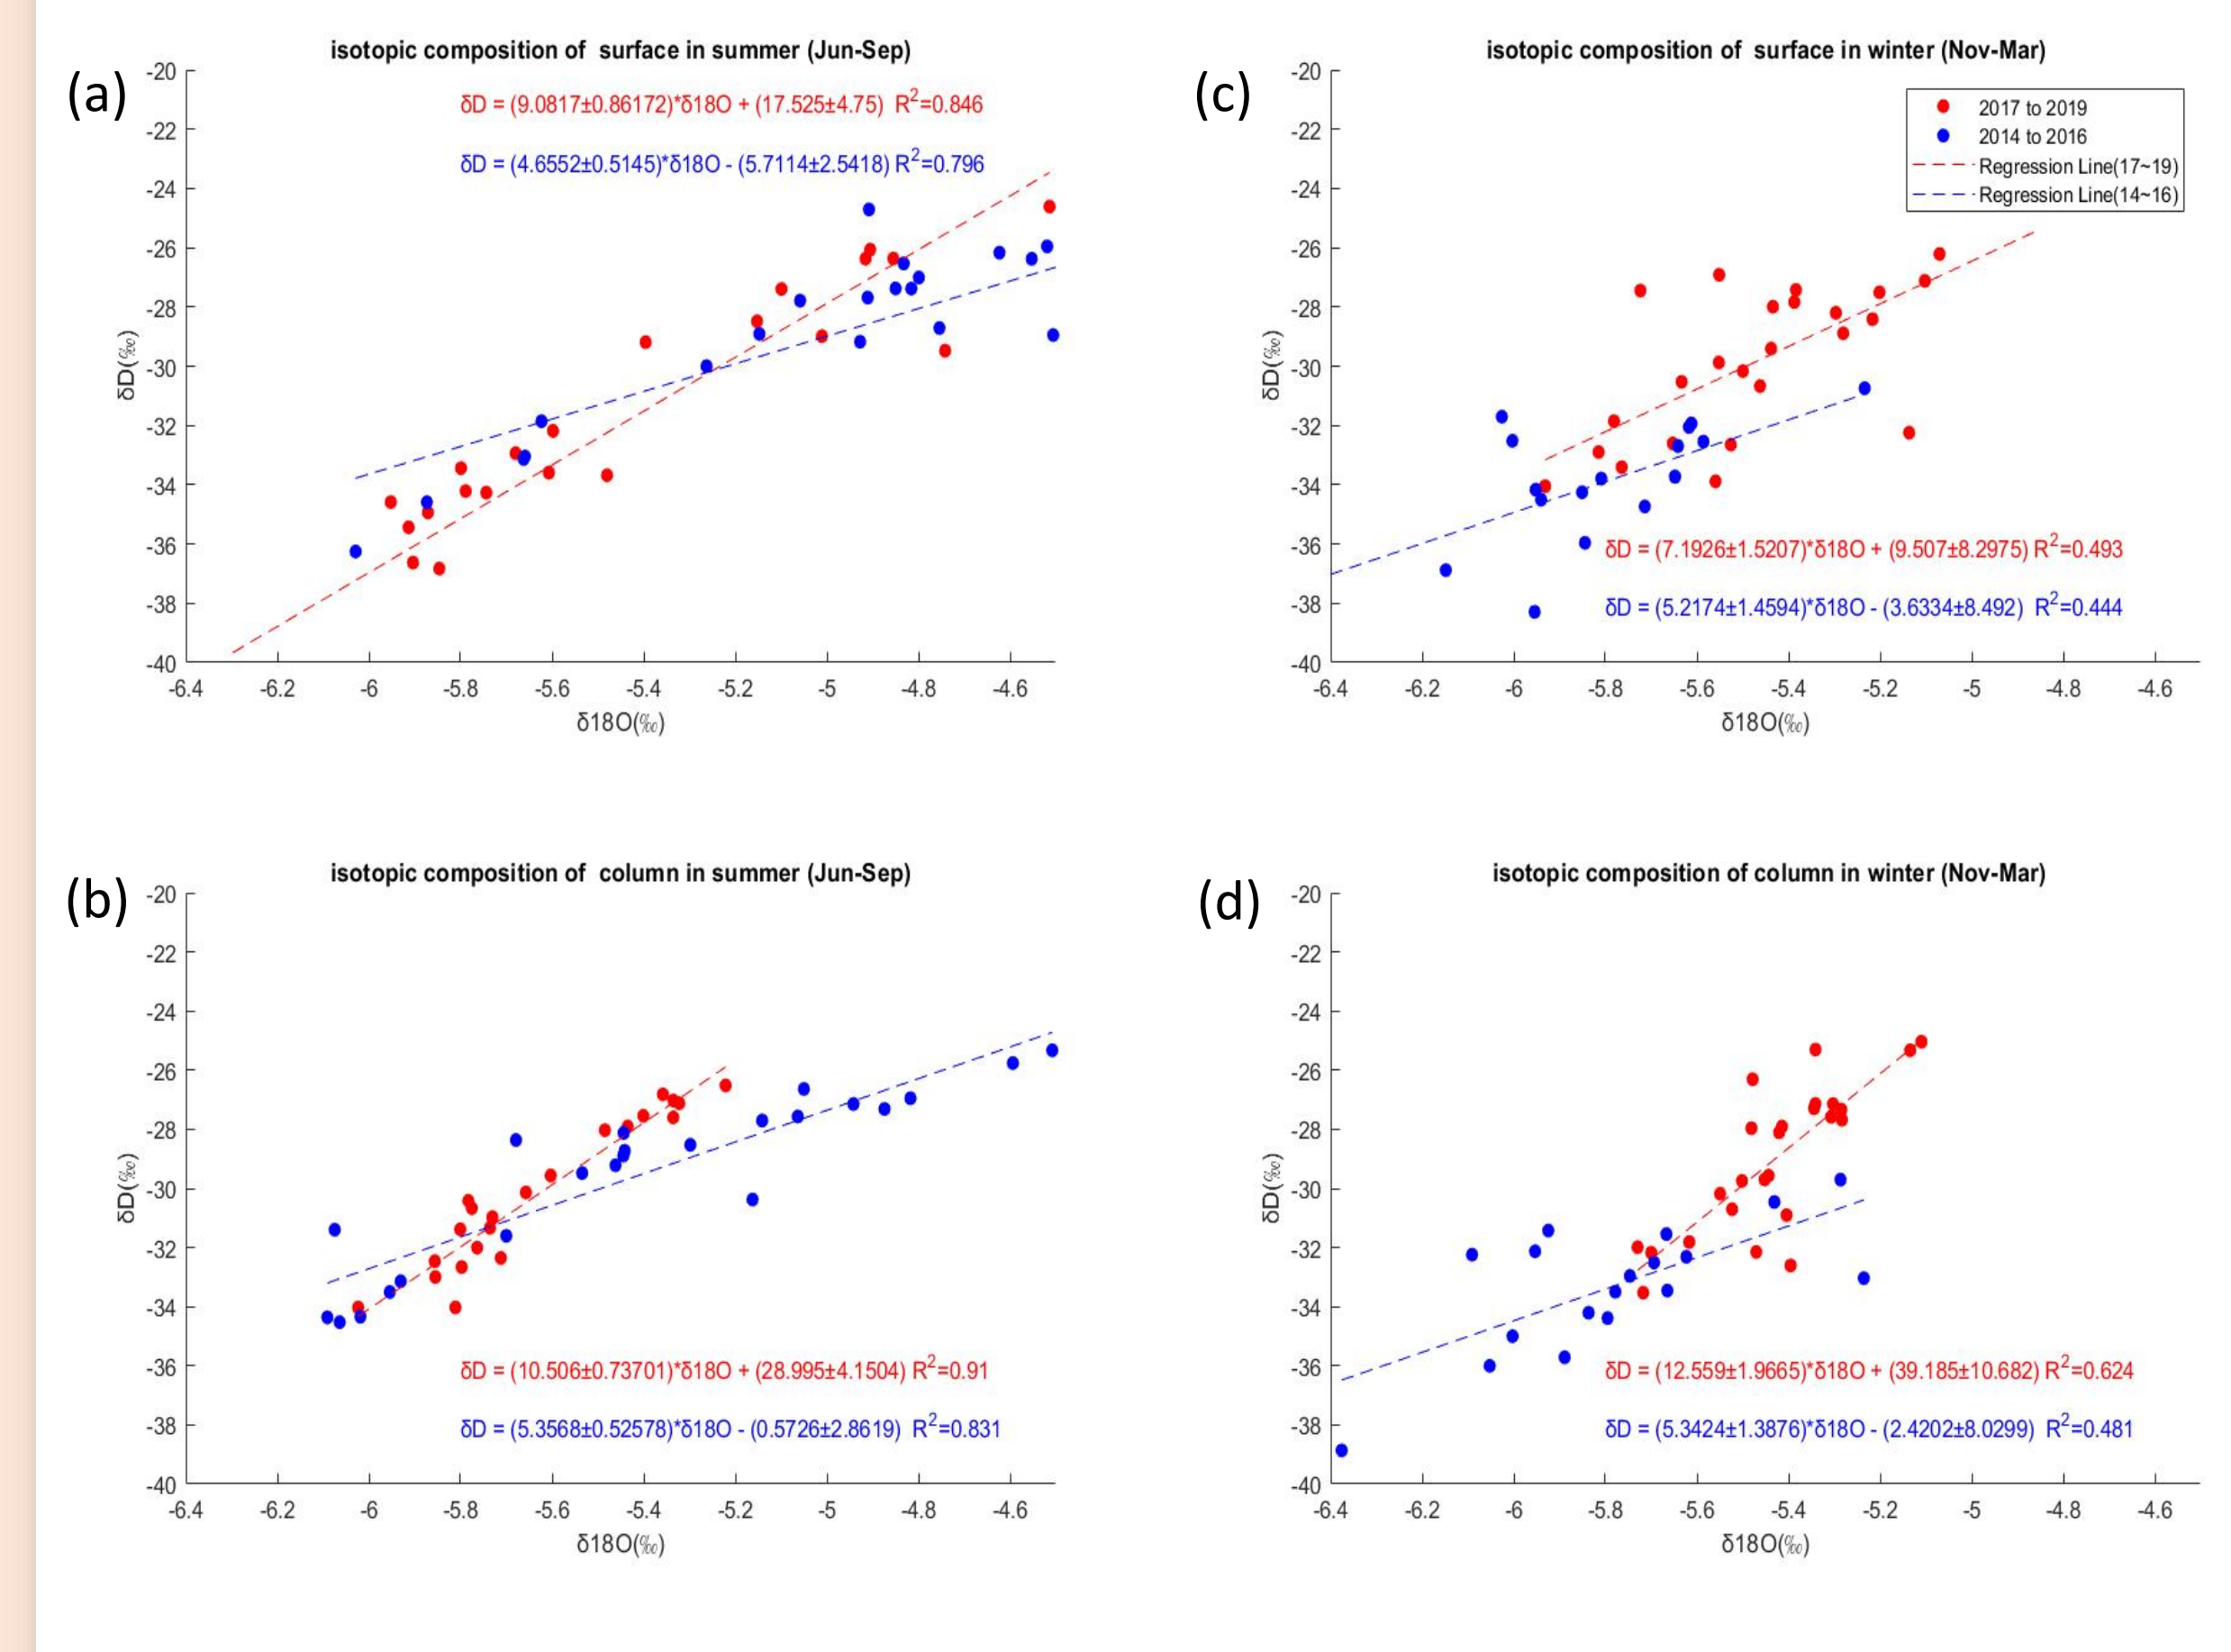 (a)
isotopic composition of surface in summer (Jun-Sep)
δD = (9.0817±0.86172)*δ18O + (17.525±4.75) R²=0.846
δD = (4.6552±0.5145)*δ18O - (5.7114±2.5418) R²=0.796
-20
-22
-24
-26
-28
-30
-32
-34
-36
-38
-40
δD(‰)
-6.4 -6.2 -6 -5.8 -5.6 -5.4 -5.2 -5 -4.8 -4.6
δ18O(‰)
(c)
isotopic composition of surface in winter (Nov-Mar)
2017 to 2019
2014 to 2016
Regression Line(17~19)
Regression Line(14~16)
-20
-22
-24
-26
-28
-30
-32
-34
-36
-38
-40
δD(‰)
δD = (7.1926±1.5207)*δ18O + (9.507±8.2975) R²=0.493
δD = (5.2174±1.4594)*δ18O - (3.6334±8.492) R²=0.444
-6.4 -6.2 -6 -5.8 -5.6 -5.4 -5.2 -5 -4.8 -4.6
δ18O(‰)
(b)
isotopic composition of column in summer (Jun-Sep)
-20
-22
-24
-26
-28
-30
-32
-34
-36
-38
-40
δD(‰)
δD = (10.506±0.73701)*δ18O + (28.995±4.1504) R²=0.91
δD = (5.3568±0.52578)*δ18O - (0.5726±2.8619) R²=0.831
-6.4 -6.2 -6 -5.8 -5.6 -5.4 -5.2 -5 -4.8 -4.6
δ18O(‰)
(d)
isotopic composition of column in winter (Nov-Mar)
-20
-22
-24
-26
-28
-30
-32
-34
-36
-38
-40
δD(‰)
δD = (12.559±1.9665)*δ18O + (39.185±10.682) R²=0.624
δD = (5.3424±1.3876)*δ18O - (2.4202±8.0299) R²=0.481
-6.4 -6.2 -6 -5.8 -5.6 -5.4 -5.2 -5 -4.8 -4.6
δ18O(‰)